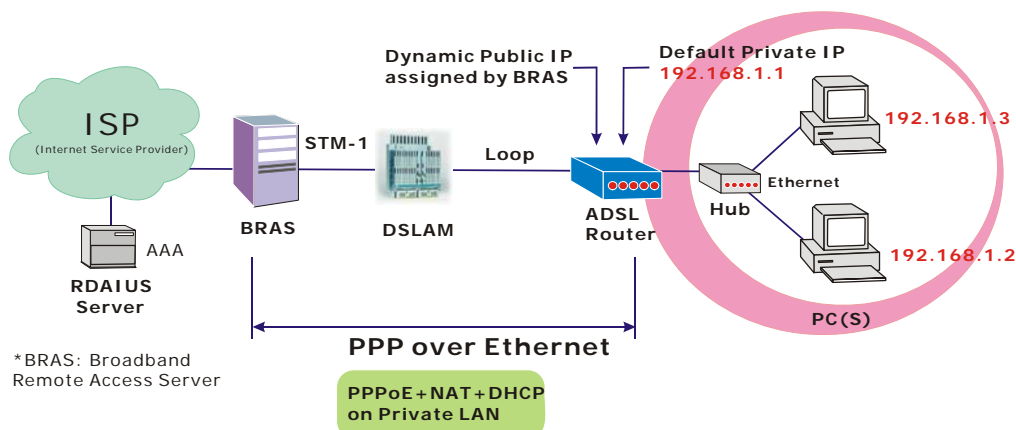 Dynamic Public IP
assigned by BRAS
Default Private IP
192.168.1.1
ISP
(Internet Service Provider)
STM-1
Loop
192.168.1.3
Ethernet
Hub
BRAS
DSLAM
ADSL
Router
AAA
RDAIUS
Server
192.168.1.2
PC(S)
PPP over Ethernet
*BRAS: Broadband
Remote Access Server
PPPoE+NAT+DHCP
on Private LAN